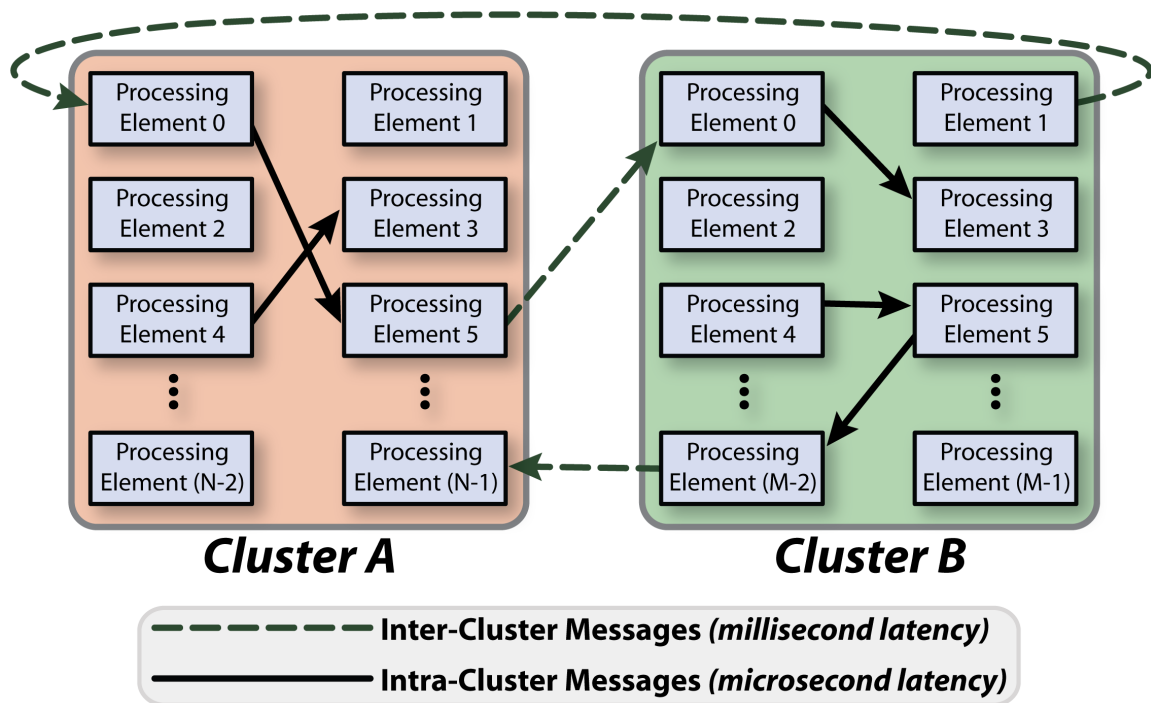 Processing
Element 0
Processing
Element 1
Processing
Element 2
Processing
Element 3
Processing
Element 4
Processing
Element 5
Processing
Element (N-2)
Processing
Element (N-1)
Cluster A
Processing
Element 0
Processing
Element 1
Processing
Element 2
Processing
Element 3
Processing
Element 4
Processing
Element 5
Processing
Element (M-2)
Processing
Element (M-1)
Cluster B
Inter-Cluster Messages (millisecond latency)
Intra-Cluster Messages (microsecond latency)